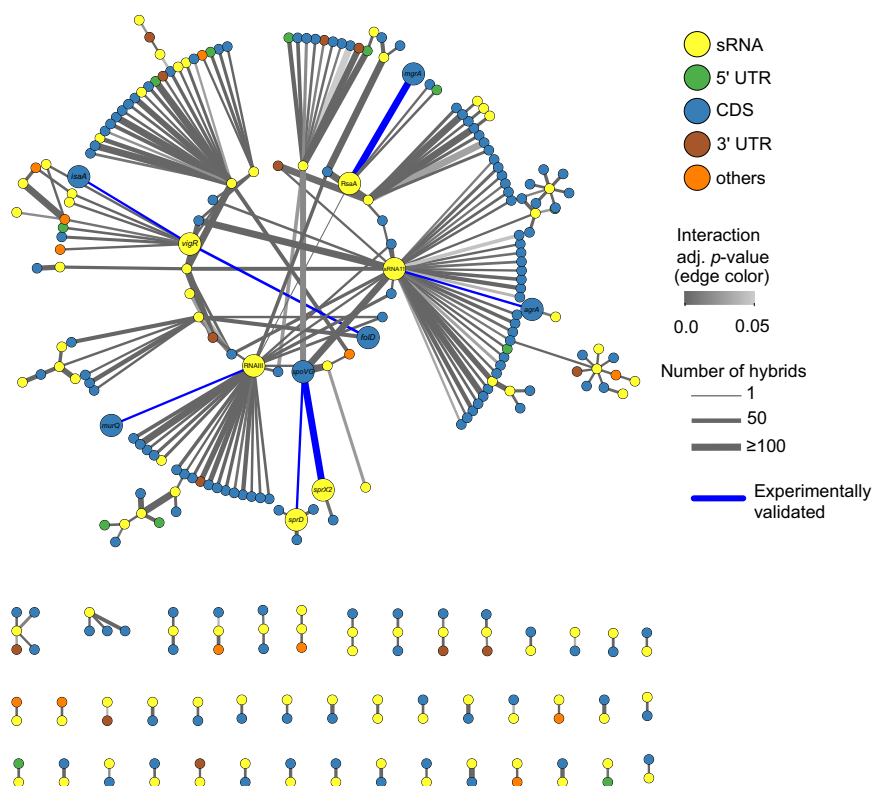 sRNA
5' UTR
CDS
3' UTR
others
Interaction
adj. p-value
(edge color)
0.0
0.05
Number of hybrids
1
50
≥100
Experimentally
validated
mgrA
isaA
RsaA
vigR
sRNA11
agrA
folD
RNAIII
spoVG
murQ
sprX2
sprD